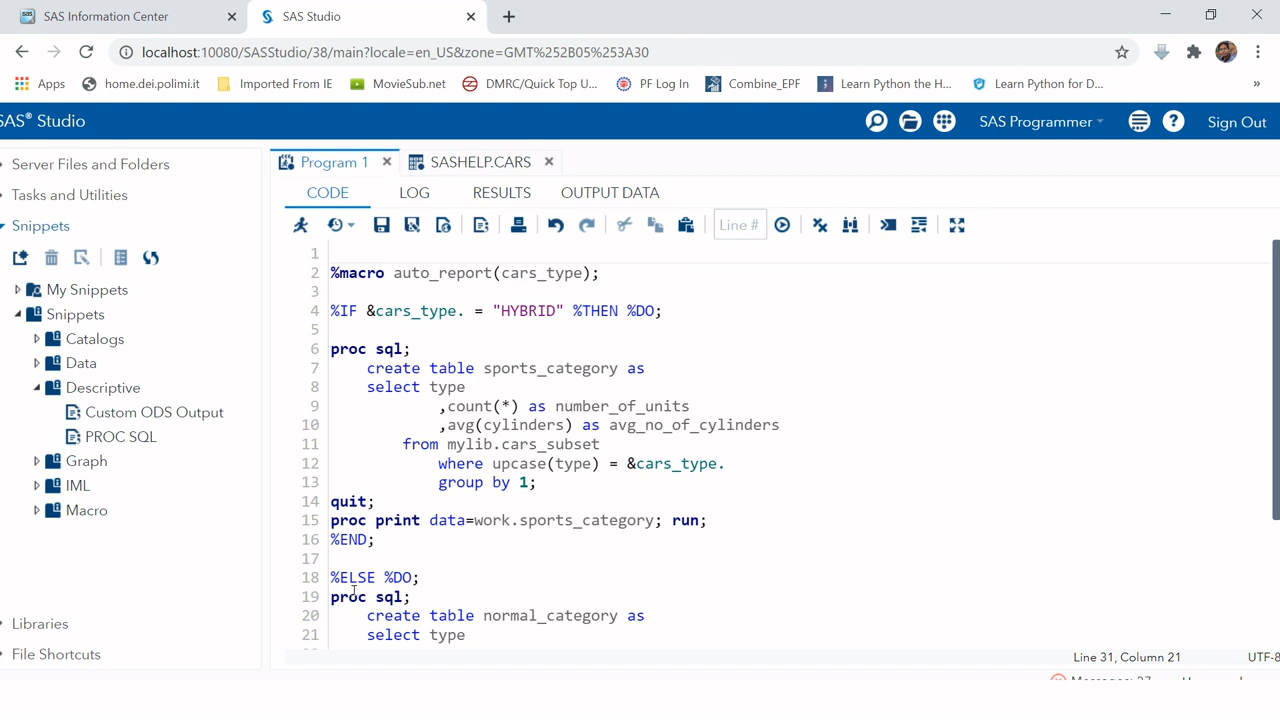 SAS Information Center
SAS Studio
localhost:10080/SASStudio/38/main?locale=en_US&zone=GMT%252B05%253A30
Apps home.dei.polimi.it Imported From IE MovieSub.net DMRC/Quick Top U... PF Log In Combine_EPF Learn Python the H... Learn Python for D... »
SAS® Studio
SAS Programmer
Sign Out
Server Files and Folders
Tasks and Utilities
Snippets
My Snippets
Snippets
Catalogs
Data
Descriptive
Custom ODS Output
PROC SQL
Graph
IML
Macro
Libraries
File Shortcuts
Program 1
SASHELP.CARS
CODE LOG RESULTS OUTPUT DATA
Line #
1
2 %macro auto_report(cars_type);
3
4 %IF &cars_type. = "HYBRID" %THEN %DO;
5
6 proc sql;
7 create table sports_category as
8 select type
9 ,count(*) as number_of_units
10 ,avg(cylinders) as avg_no_of_cylinders
11 from mylib.cars_subset
12 where upcase(type) = &cars_type.
13 group by 1;
14 quit;
15 proc print data=work.sports_category; run;
16 %END;
17
18 %ELSE %DO;
19 proc sql;
20 create table normal_category as
21 select type
Line 31, Column 21
UTF-8